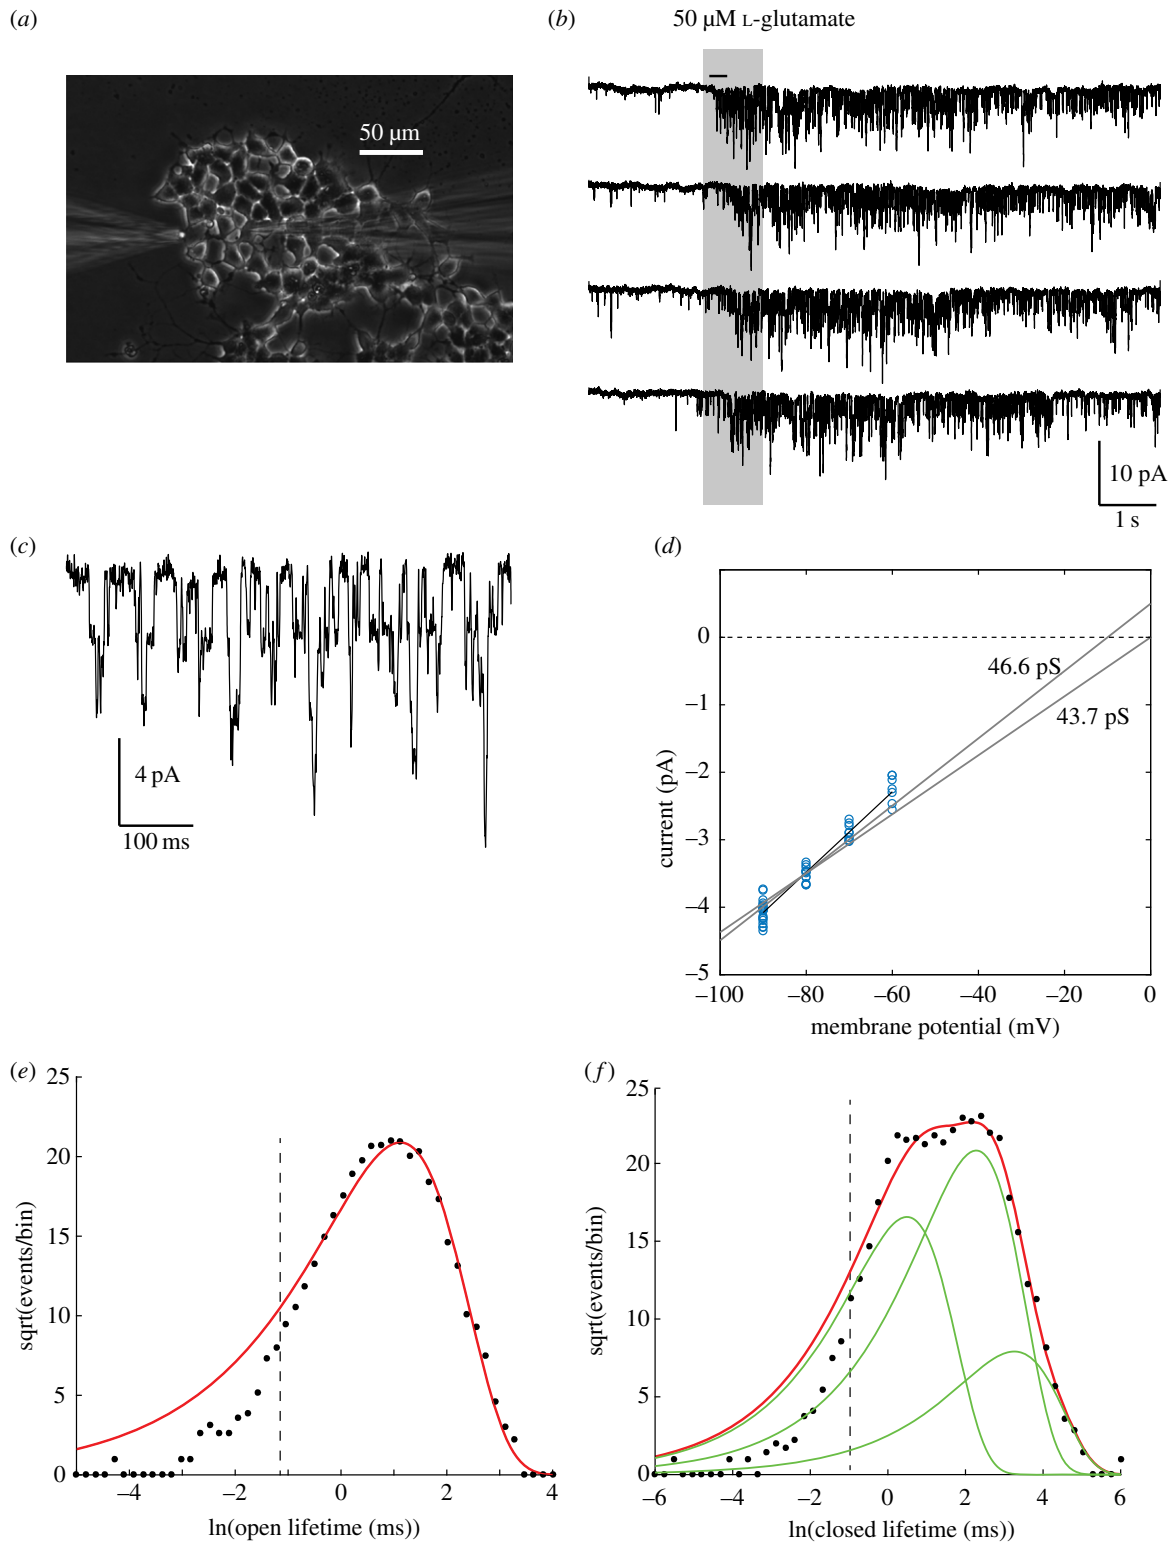 (a)
50 µm
(b)
50 µM L-glutamate
10 pA
1 s
(c)
4 pA
100 ms
(d)
0
–1
–2
–3
–4
–5
current (pA)
46.6 pS
43.7 pS
–100 –80 –60 –40 –20 0
membrane potential (mV)
(e)
25
20
15
10
5
0
sqrt(events/bin)
–4 –2 0 2 4
ln(open lifetime (ms))
(f)
25
20
15
10
5
0
sqrt(events/bin)
–6 –4 –2 0 2 4 6
ln(closed lifetime (ms))